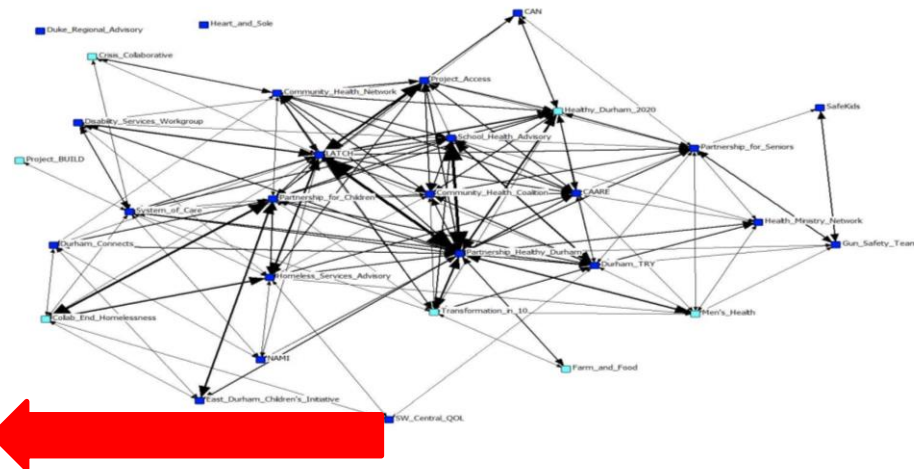 CAN
Duke_Regional_Advisory
Heart_and_Sole
Crisis_Collaborative
Project_Access
Community_Health_Network
Healthy_Durham_2020
SafeKids
Disability_Services_Workgroup
School_Health_Advisory
Partnership_for_Seniors
LATCH
Project_BUILD
Community_Health_Coalition
CAARE
Partnership_for_Children
System_of_Care
Health_Ministry_Network
Durham_Connects
Gun_Safety_Team
Partnership_Healthy_Durham
Durham_TRY
Homeless_Services_Advisory
Transformation_in_10
Men's_Health
Collab_End_Homelessness
NAMI
Farm_and_Food
East_Durham_Children's_Initiative
SW_Central_QOL